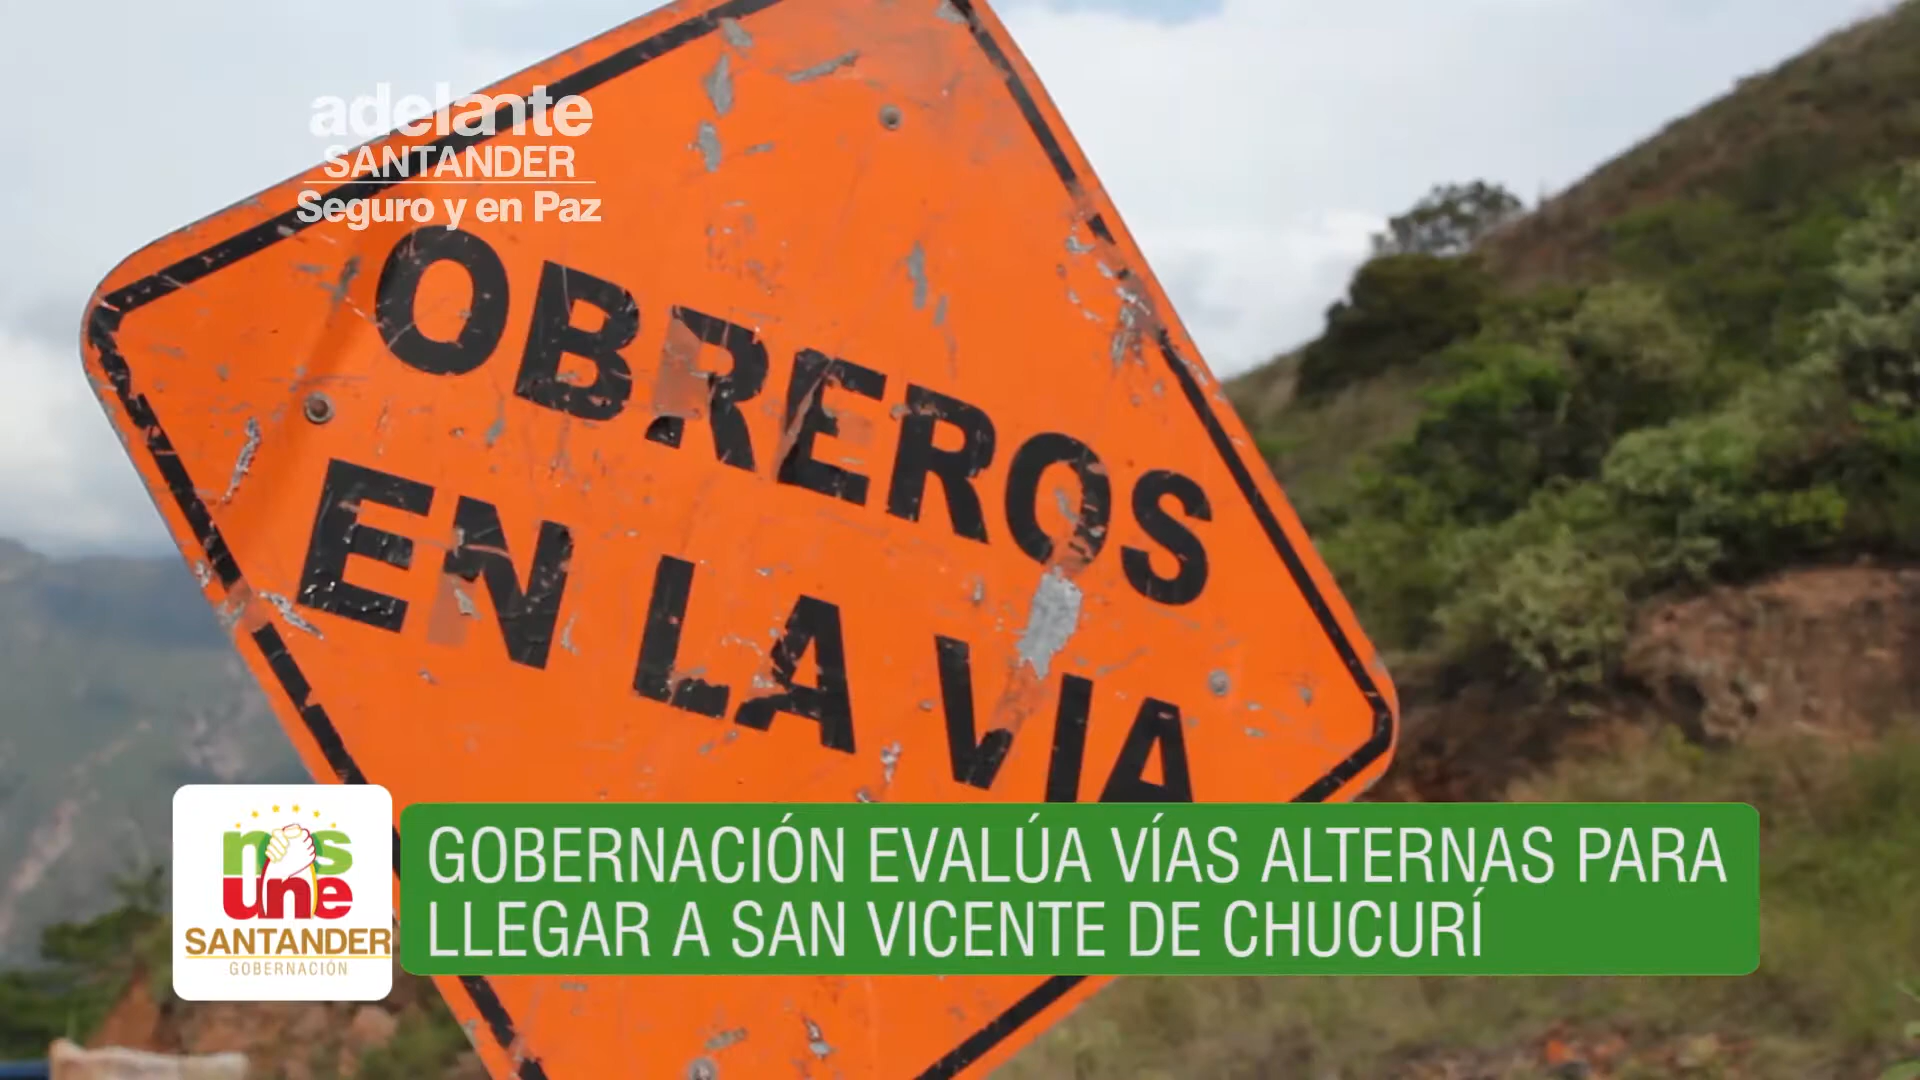 adelante
SANTANDER
Seguro y en Paz
OBREROS
EN LA VIA
nos
une
SANTANDER
GOBERNACIÓN
GOBERNACIÓN EVALÚA VÍAS ALTERNAS PARA
LLEGAR A SAN VICENTE DE CHUCURÍ